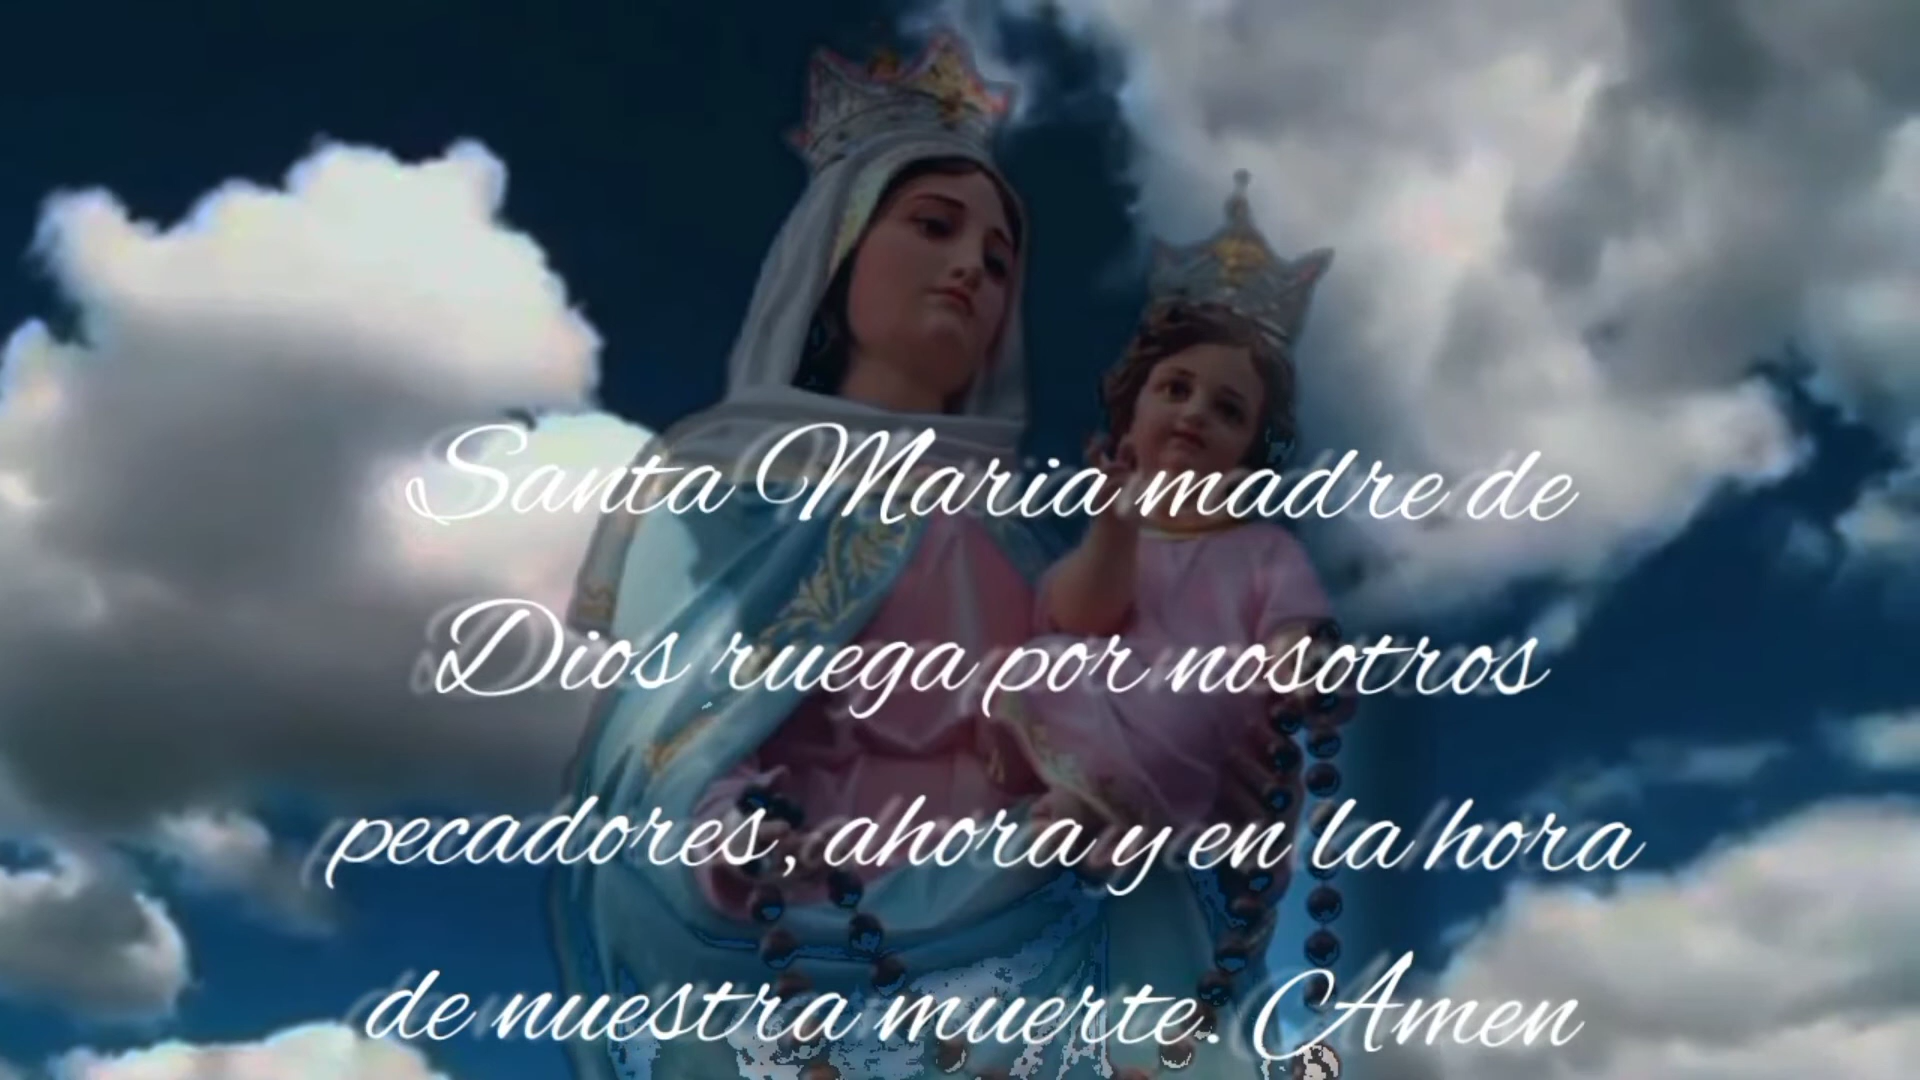 Santa Maria madre de
Dios ruega por nosotros
pecadores, ahora y en la hora
de nuestra muerte. Amen